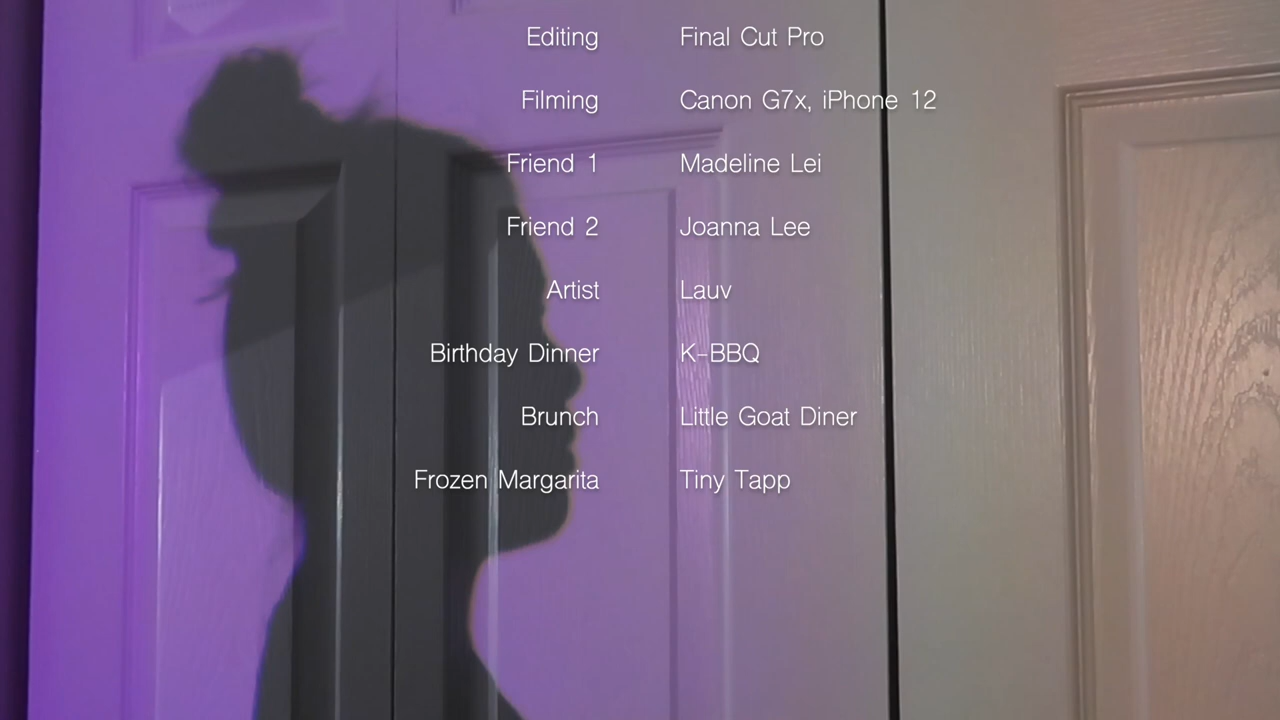 Editing Final Cut Pro
Filming Canon G7x, iPhone 12
Friend 1 Madeline Lei
Friend 2 Joanna Lee
Artist Lauv
Birthday Dinner K-BBQ
Brunch Little Goat Diner
Frozen Margarita Tiny Tapp